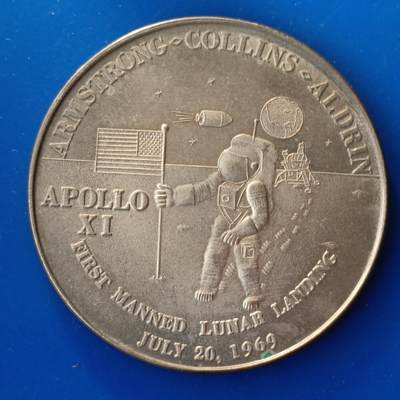 ARMSTRONG-COLLINS-ALDRIN
APOLLO
XI
FIRST MANNED LUNAR LANDING
JULY 20, 1969